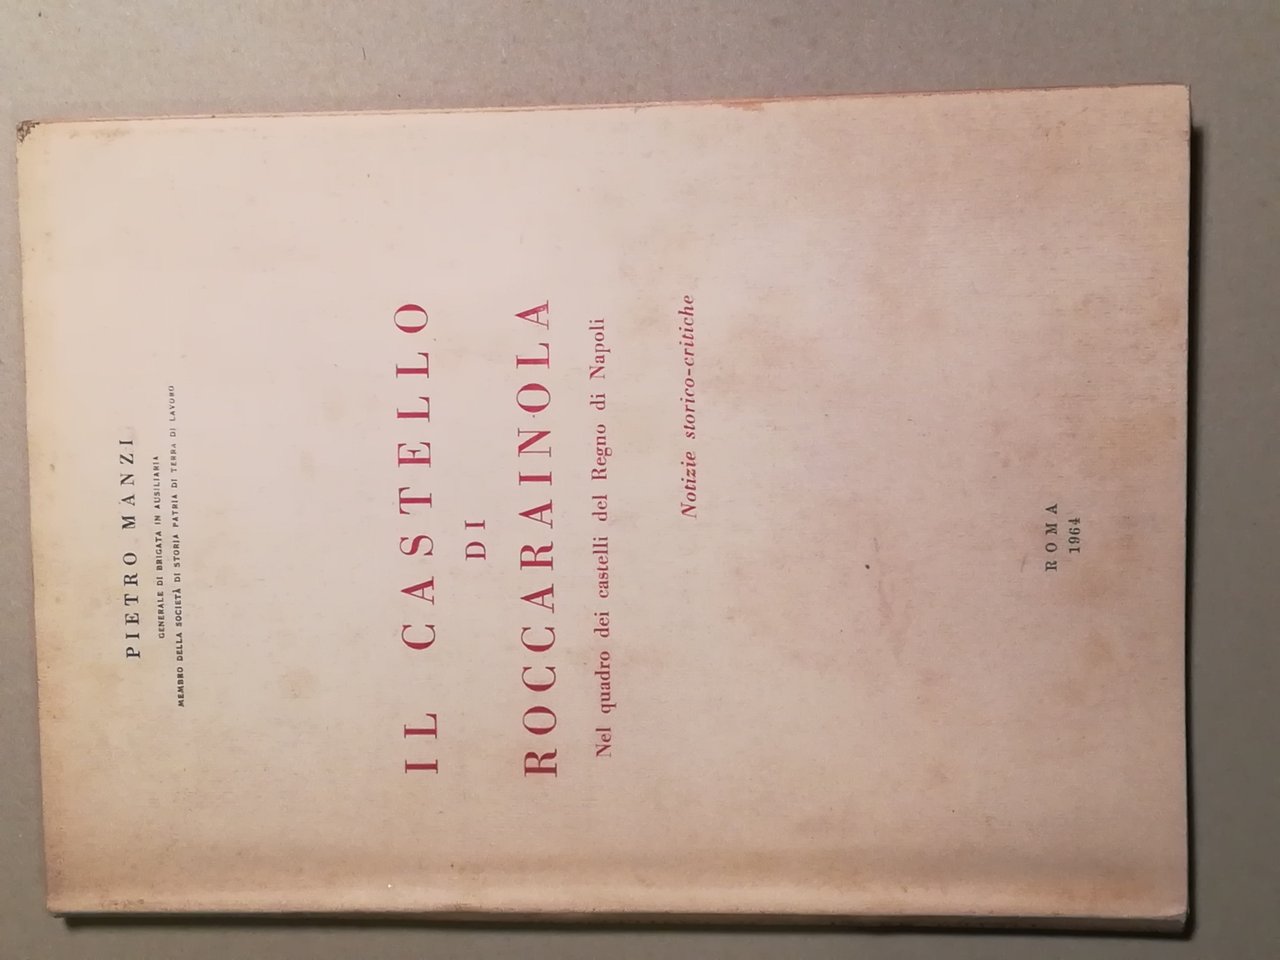 PIETRO MANZI
GENERALE DI BRIGATA IN AUSILIARIA
MEMBRO DELLA SOCIETÀ DI STORIA PATRIA DI TERRA DI LAVORO
IL CASTELLO
DI
ROCCARAINOLA
Nel quadro dei castelli del Regno di Napoli
Notizie storico-critiche
ROMA
1964